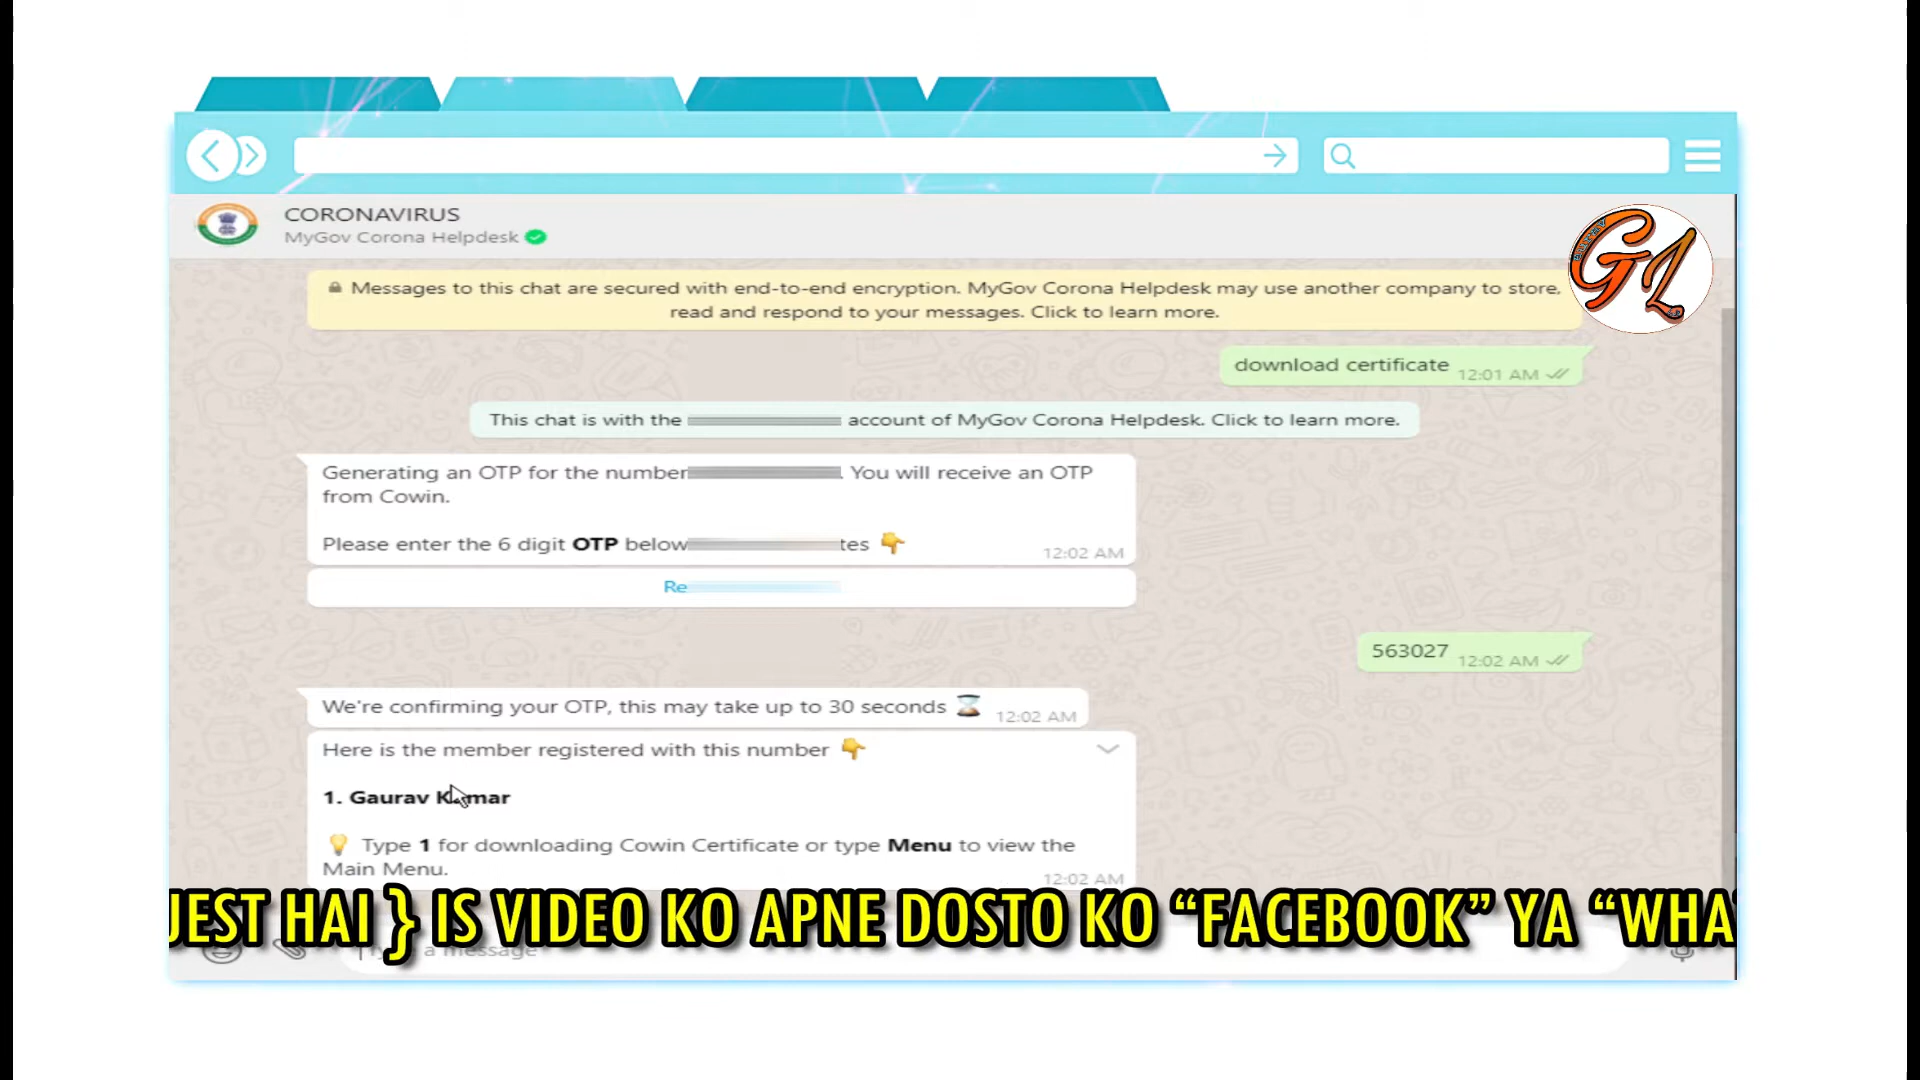 CORONAVIRUS
MyGov Corona Helpdesk
Messages to this chat are secured with end-to-end encryption. MyGov Corona Helpdesk may use another company to store,
read and respond to your messages. Click to learn more.
GL
download certificate 12:01 AM
This chat is with the account of MyGov Corona Helpdesk. Click to learn more.
Generating an OTP for the number . You will receive an OTP
from Cowin.
Please enter the 6 digit OTP below tes 👇
12:02 AM
Re
563027 12:02 AM
We're confirming your OTP, this may take up to 30 seconds ⌛ 12:02 AM
Here is the member registered with this number 👇
1. Gaurav Kumar
💡 Type 1 for downloading Cowin Certificate or type Menu to view the
Main Menu.
12:02 AM
UEST HAI } IS VIDEO KO APNE DOSTO KO “FACEBOOK” YA “WHA
a message